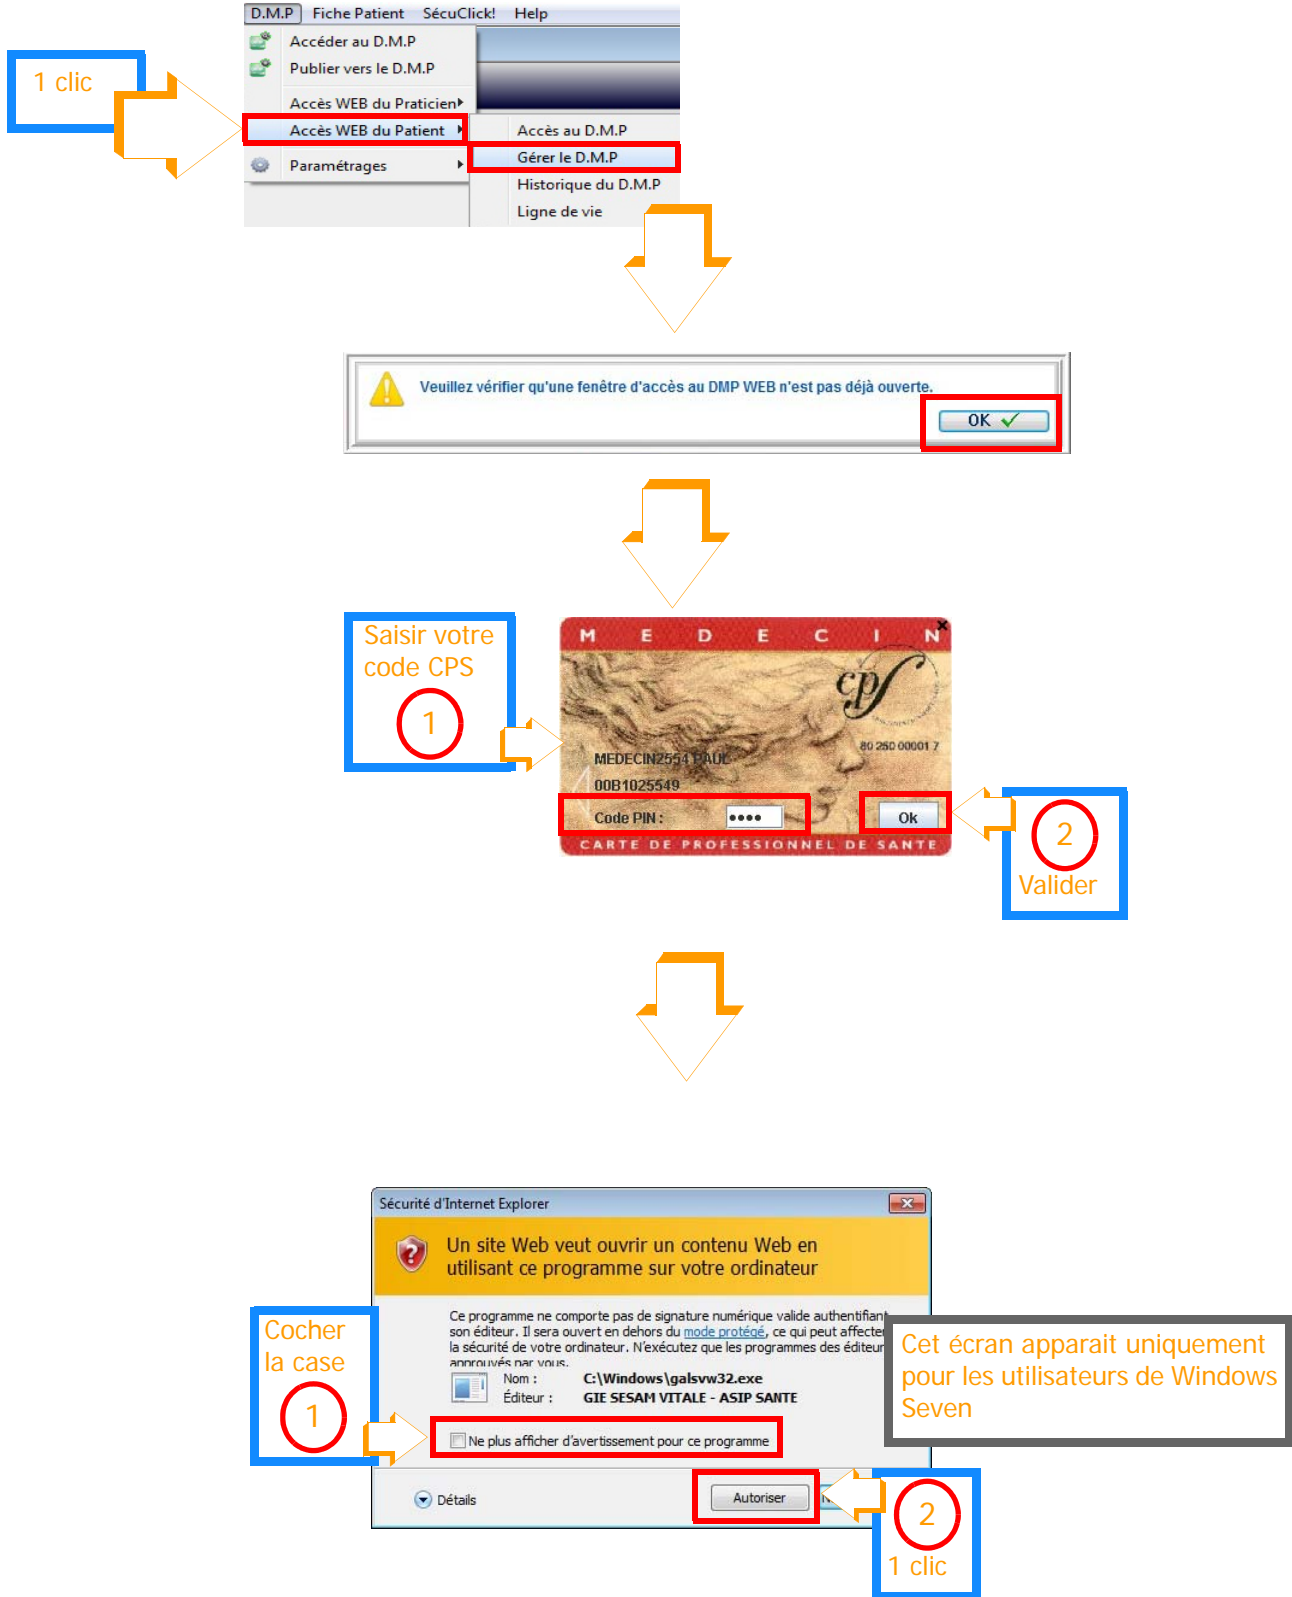 D.M.P Fiche Patient SécuClick! Help
Accéder au D.M.P
Publier vers le D.M.P
1 clic
Accès WEB du Praticien
Accès WEB du Patient
Accès au D.M.P
Gérer le D.M.P
Paramétrages
Historique du D.M.P
Ligne de vie
Veuillez vérifier qu'une fenêtre d'accès au DMP WEB n'est pas déjà ouverte.
OK
Saisir votre
code CPS
1
MEDECIN
cps
80 250 00001 7
MEDECIN2554 PAUL
00B1025549
Code PIN : ••••
Ok
CARTE DE PROFESSIONNEL DE SANTE
2
Valider
Sécurité d'Internet Explorer
Un site Web veut ouvrir un contenu Web en
utilisant ce programme sur votre ordinateur
Ce programme ne comporte pas de signature numérique valide authentifiant
son éditeur. Il sera ouvert en dehors du mode protégé, ce qui peut affecter
la sécurité de votre ordinateur. N'exécutez que les programmes des éditeur
approuvés par vous.
Nom : C:\Windows\galsvw32.exe
Éditeur : GIE SESAM VITALE - ASIP SANTE
Cocher
la case
1
Cet écran apparait uniquement
pour les utilisateurs de Windows
Seven
Ne plus afficher d'avertissement pour ce programme
Détails
Autoriser
2
1 clic